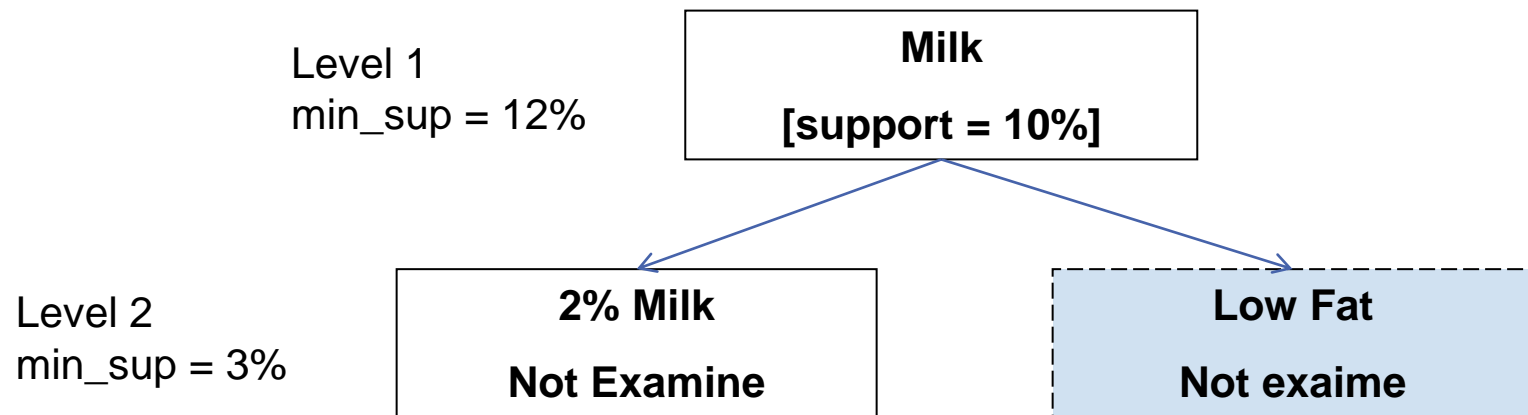 Level 1
min_sup = 12%
Milk
[support = 10%]
Level 2
min_sup = 3%
2% Milk
Not Examine
Low Fat
Not exaime